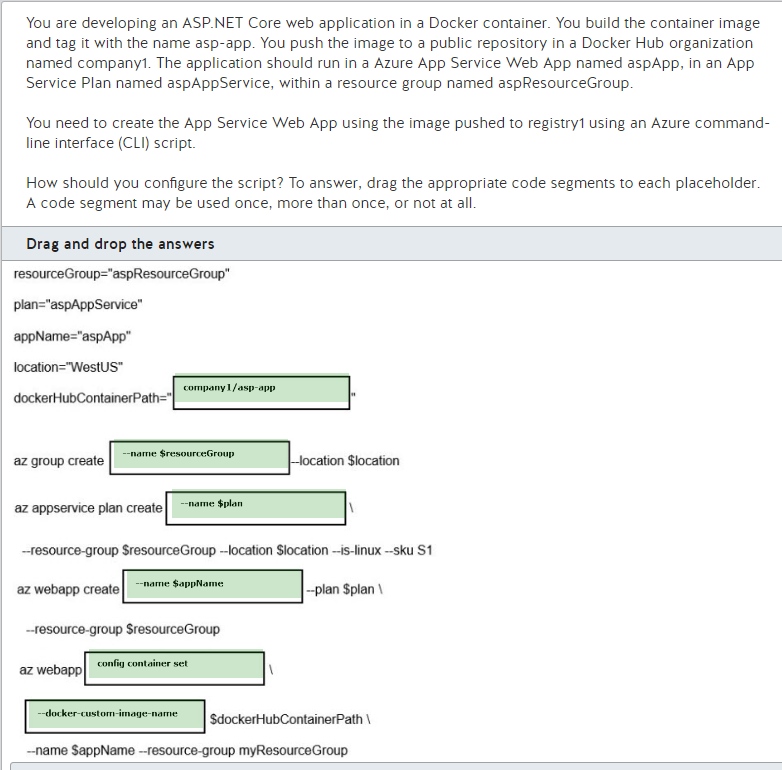 You are developing an ASP.NET Core web application in a Docker container. You build the container image
and tag it with the name asp-app. You push the image to a public repository in a Docker Hub organization
named company1. The application should run in a Azure App Service Web App named aspApp, in an App
Service Plan named aspAppService, within a resource group named aspResourceGroup.
You need to create the App Service Web App using the image pushed to registry1 using an Azure command-
line interface (CLI) script.
How should you configure the script? To answer, drag the appropriate code segments to each placeholder.
A code segment may be used once, more than once, or not at all.
Drag and drop the answers
resourceGroup="aspResourceGroup"
plan="aspAppService"
appName="aspApp"
location="WestUS"
dockerHubContainerPath="company1/asp-app"
az group create --name $resourceGroup --location $location
az appservice plan create --name $plan \
--resource-group $resourceGroup --location $location --is-linux --sku S1
az webapp create --name $appName --plan $plan \
--resource-group $resourceGroup
az webapp config container set \
--docker-custom-image-name $dockerHubContainerPath \
--name $appName --resource-group myResourceGroup